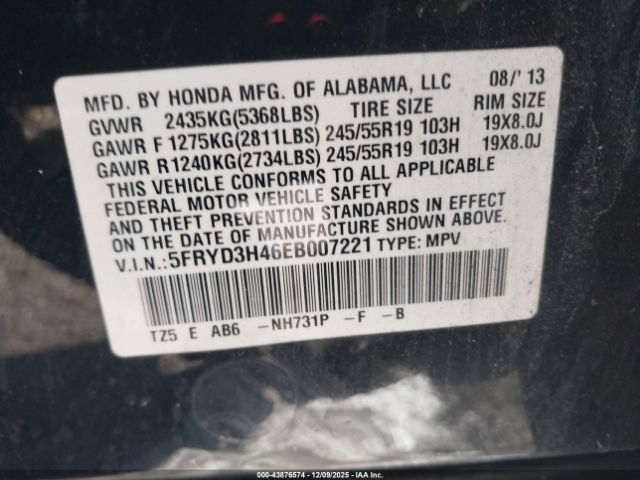 MFD. BY HONDA MFG. OF ALABAMA, LLC 08/' 13
GVWR 2435KG(5368LBS) TIRE SIZE RIM SIZE
GAWR F 1275KG(2811LBS) 245/55R19 103H 19X8.0J
GAWR R 1240KG(2734LBS) 245/55R19 103H 19X8.0J
THIS VEHICLE CONFORMS TO ALL APPLICABLE
FEDERAL MOTOR VEHICLE SAFETY
AND THEFT PREVENTION STANDARDS IN EFFECT
ON THE DATE OF MANUFACTURE SHOWN ABOVE.
V.I.N.:5FRYD3H46EB007221 TYPE: MPV
TZ5 E AB6 -NH731P -F -B
000-43876574 - 12/09/2025 - IAA Inc.